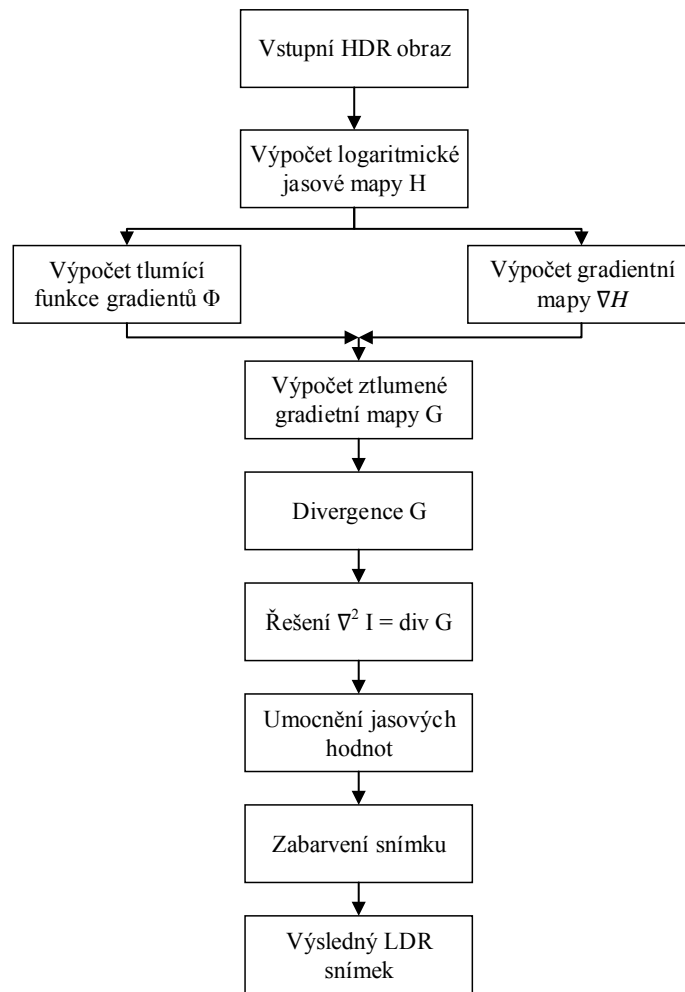 Vstupní HDR obraz
Výpočet logaritmické
jasové mapy H
Výpočet tlumící
funkce gradientů Φ
Výpočet gradientní
mapy ∇H
Výpočet ztlumené
gradietní mapy G
Divergence G
Řešení ∇² I = div G
Umocnění jasových
hodnot
Zabarvení snímku
Výsledný LDR
snímek